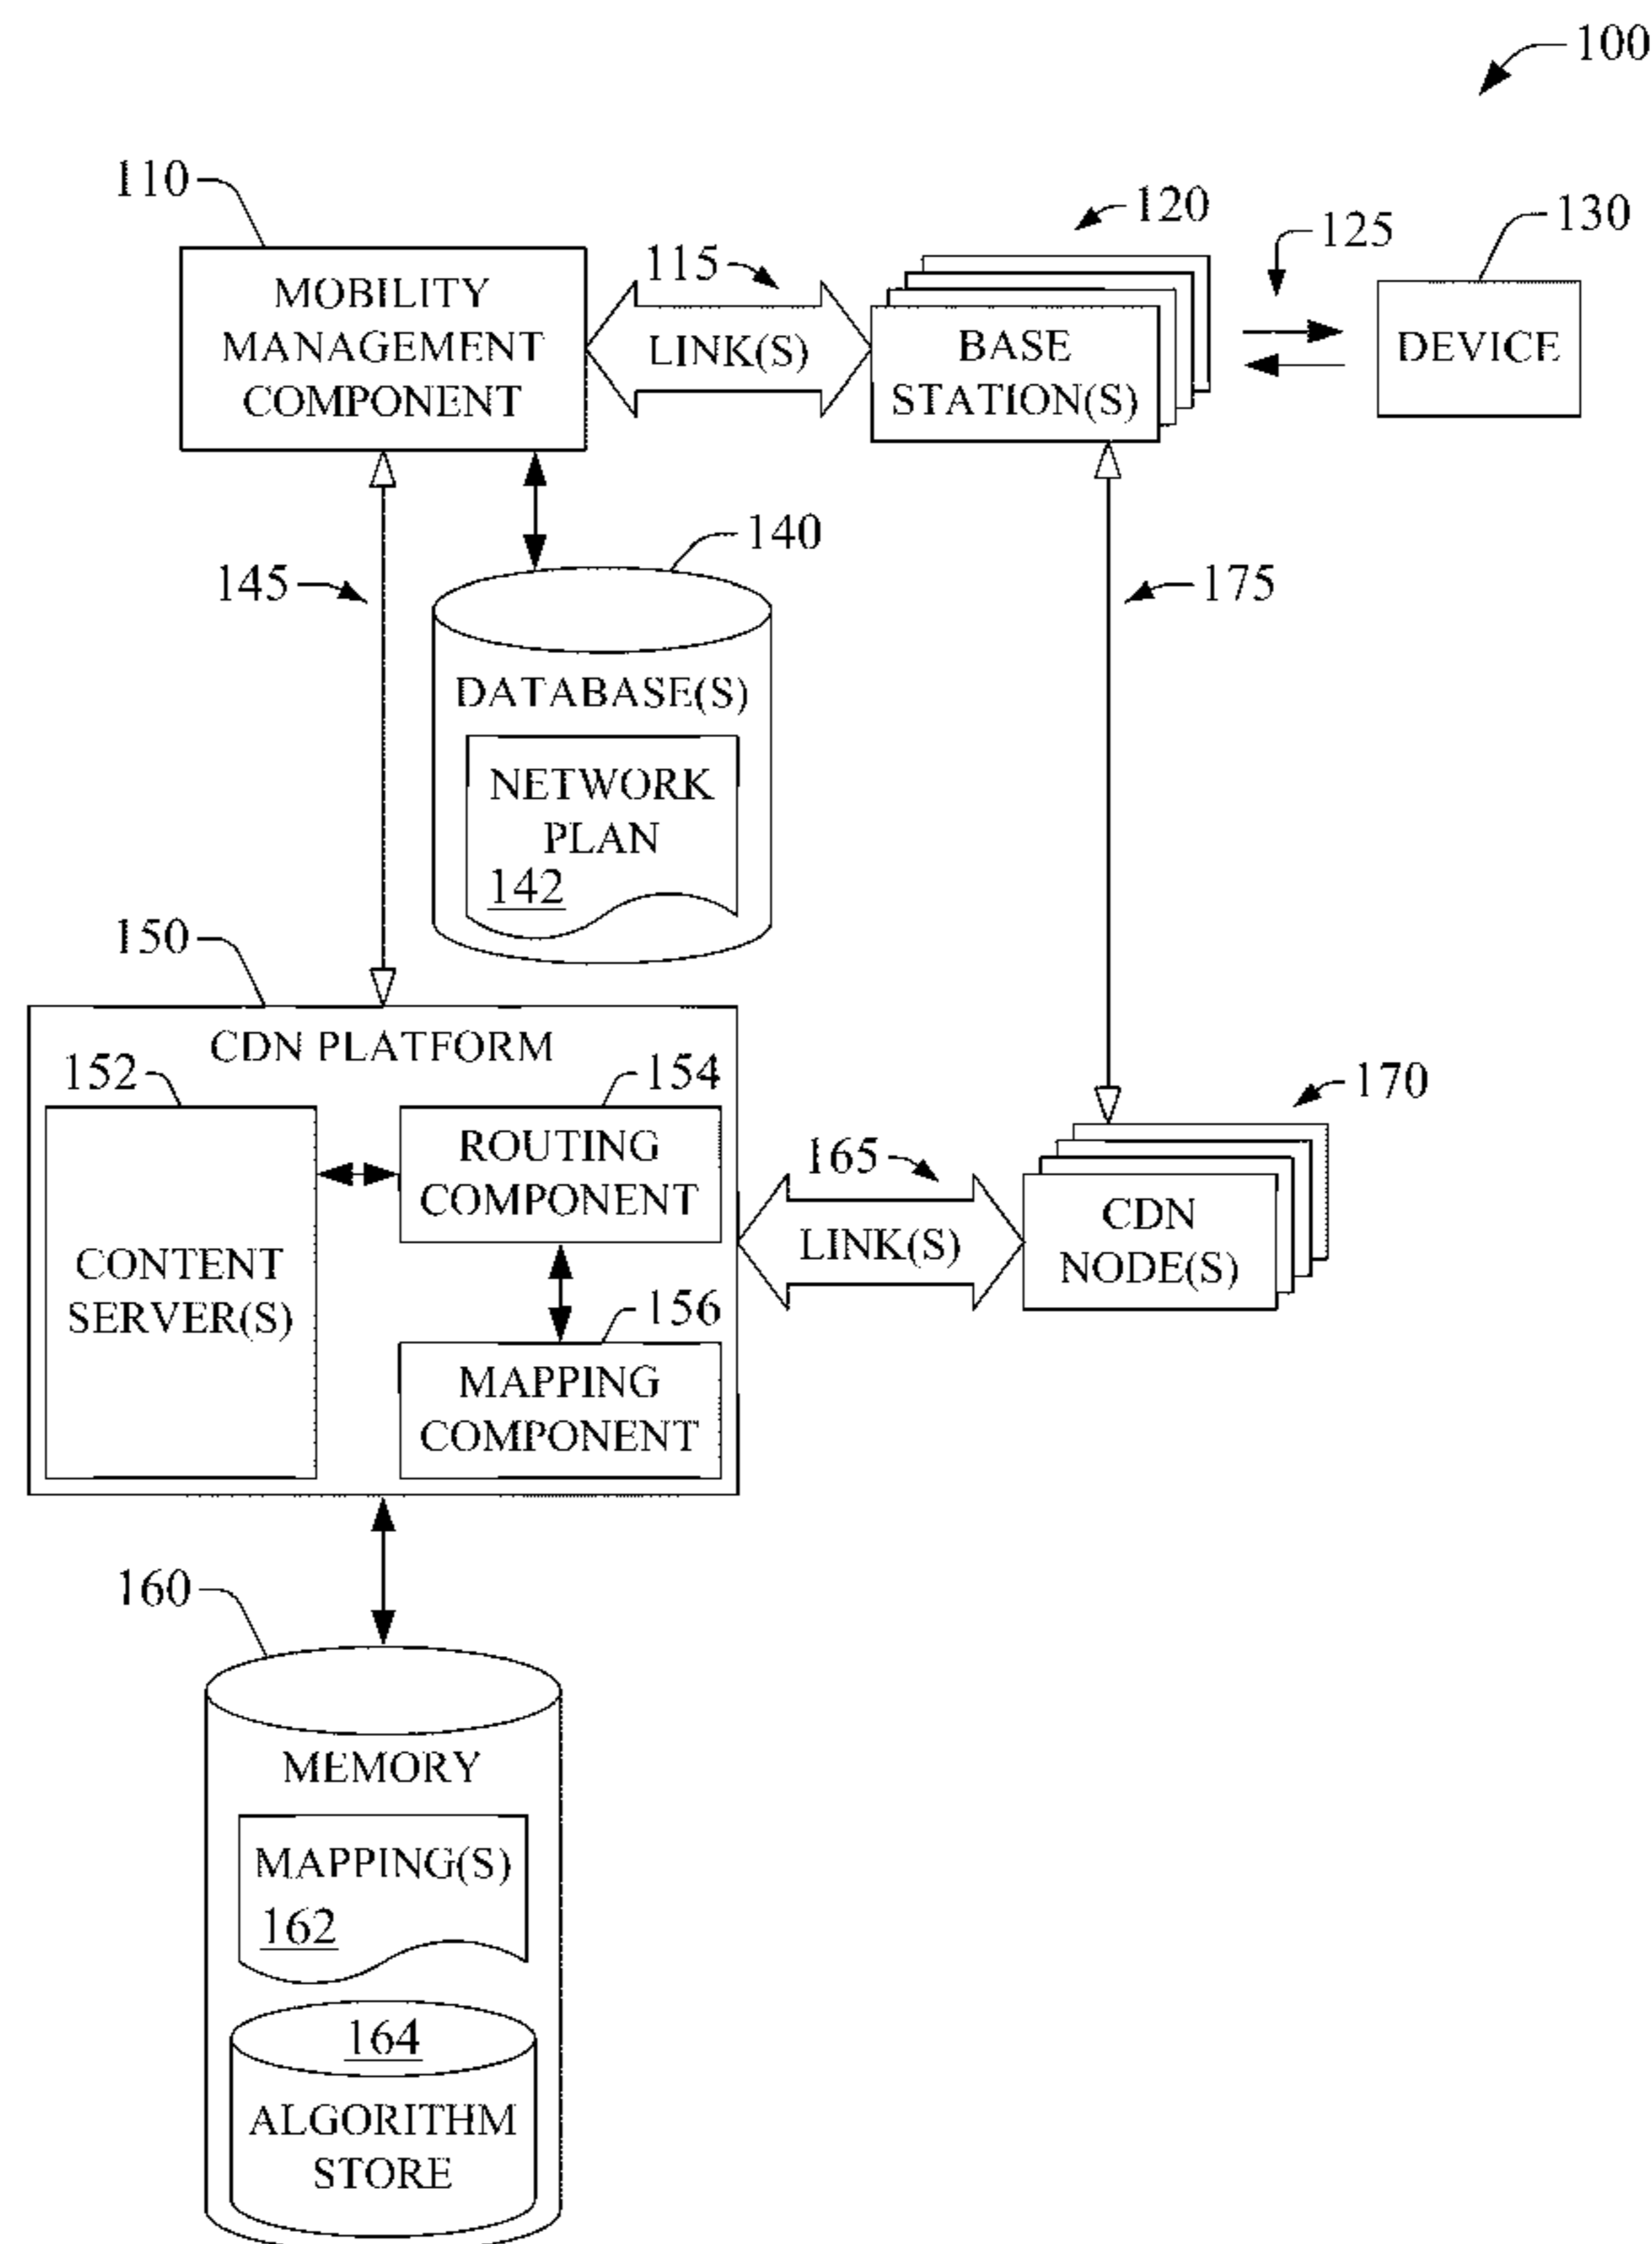 100
110
120
130
125
115
MOBILITY
MANAGEMENT
COMPONENT
LINK(S)
BASE
STATION(S)
DEVICE
140
145
175
DATABASE(S)
NETWORK
PLAN
142
150
CDN PLATFORM
152
154
170
ROUTING
COMPONENT
165
CONTENT
SERVER(S)
LINK(S)
CDN
NODE(S)
156
MAPPING
COMPONENT
160
MEMORY
MAPPING(S)
162
164
ALGORITHM
STORE